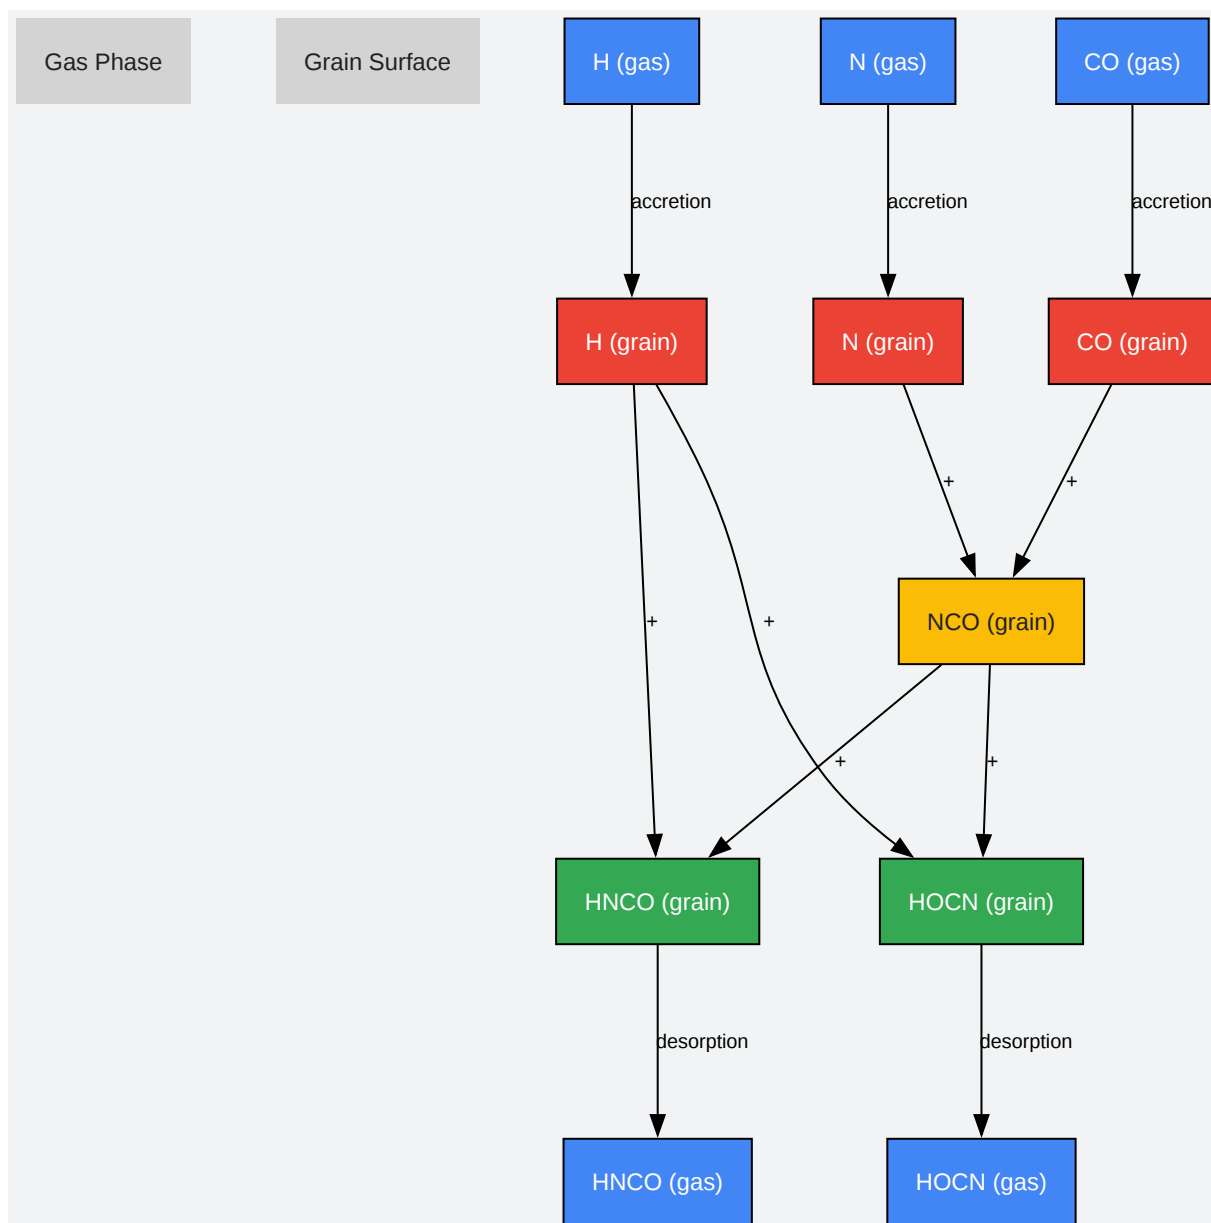 Gas Phase
Grain Surface
H (gas)
N (gas)
CO (gas)
accretion
accretion
accretion
H (grain)
N (grain)
CO (grain)
+
+
+
+
NCO (grain)
+
+
HNCO (grain)
HOCN (grain)
desorption
desorption
HNCO (gas)
HOCN (gas)